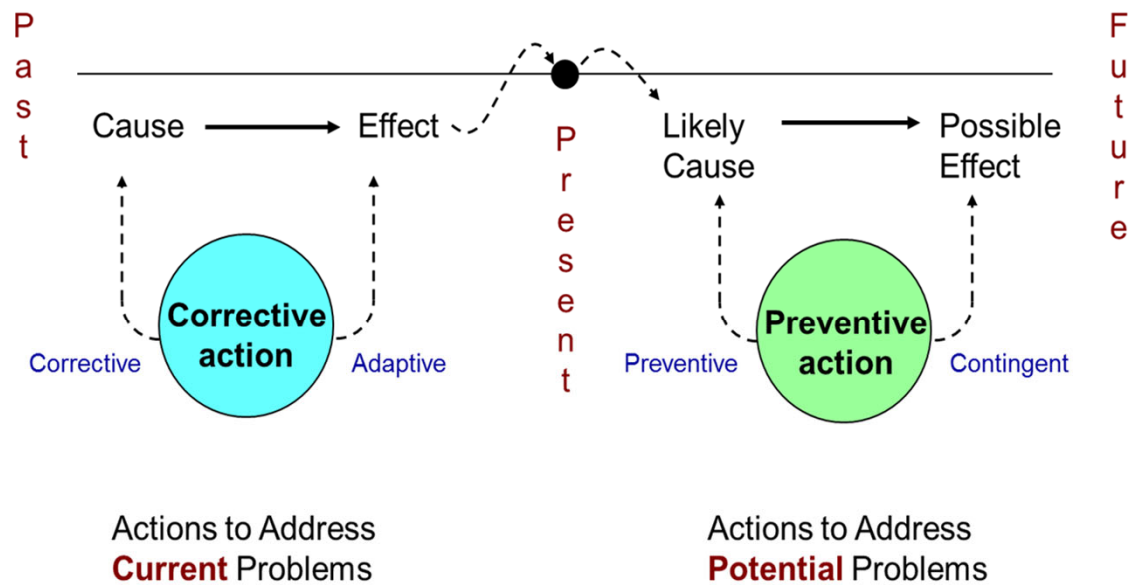 Past
Present
Future
Cause
Effect
Likely
Cause
Possible
Effect
Corrective
action
Corrective
Adaptive
Preventive
action
Preventive
Contingent
Actions to Address
Current Problems
Actions to Address
Potential Problems